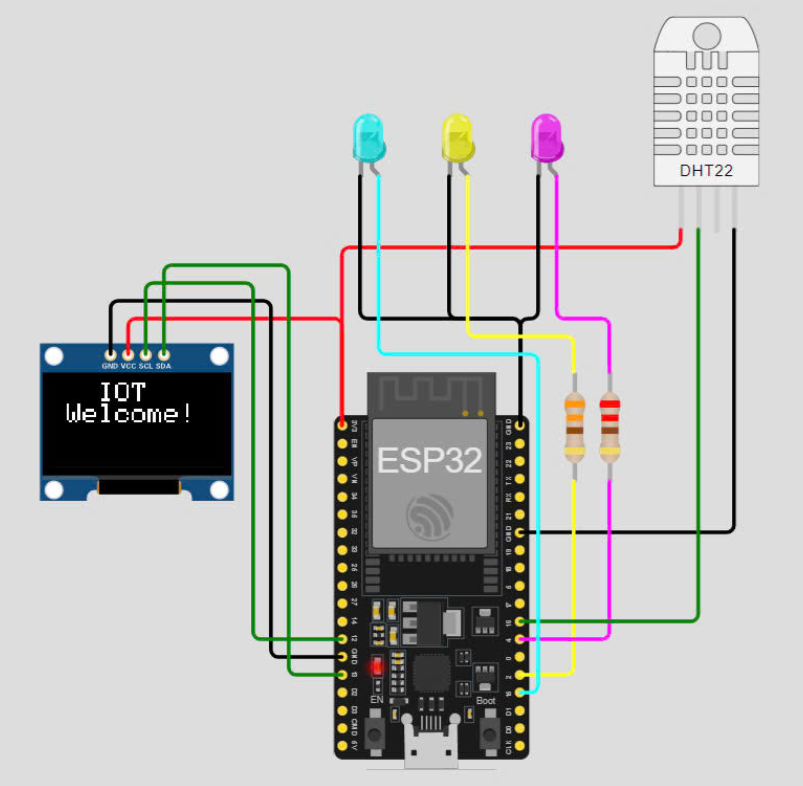 DHT22
GND VCC SCL SDA
IOT
Welcome!
ESP32
3V3
EN
VP
VN
34
35
32
33
25
26
27
14
12
GND
13
D2
D3
CMD
5V
GND
23
22
TX
RX
21
GND
19
18
5
17
16
4
0
2
15
D1
D0
CLK
EN
Boot